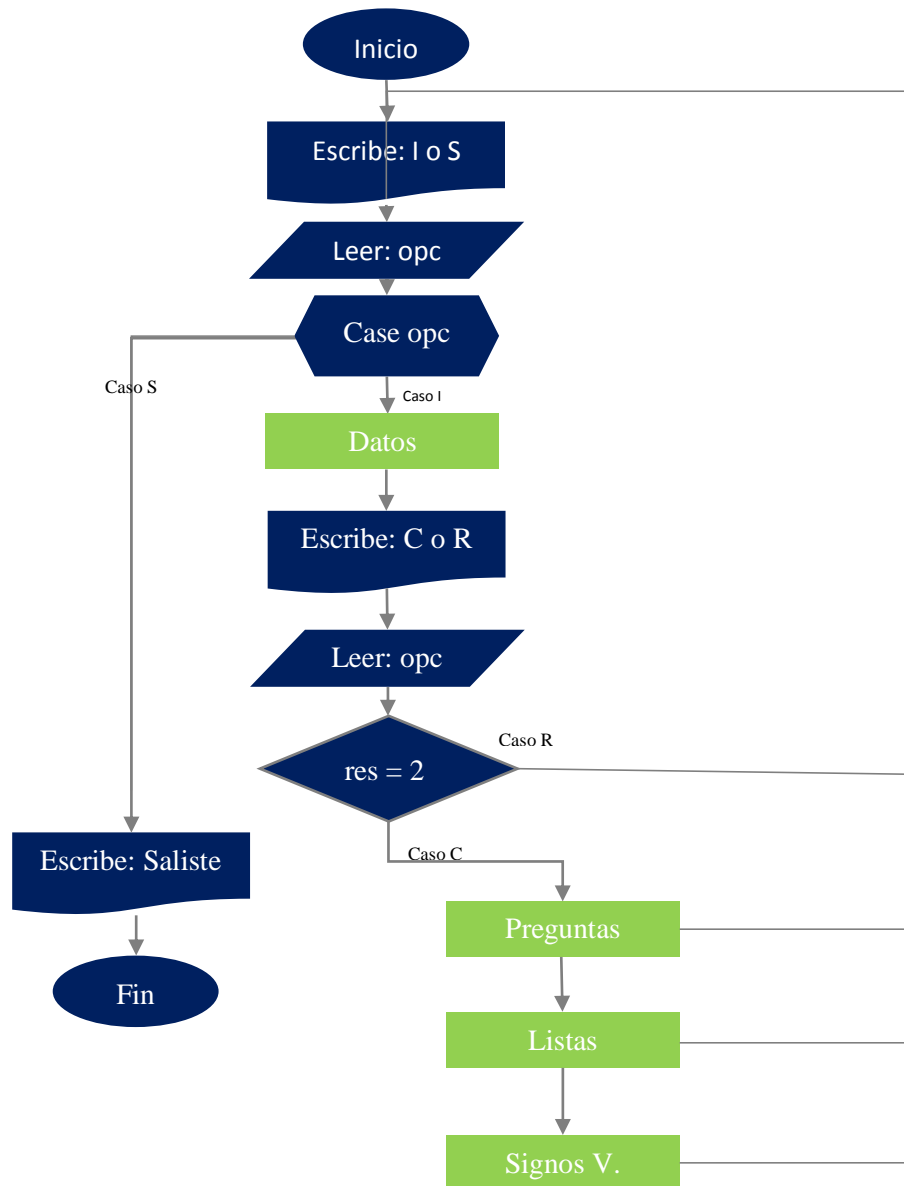 Inicio
Escribe: I o S
Leer: opc
Case opc
Caso S
Caso I
Datos
Escribe: C o R
Leer: opc
Caso R
res = 2
Caso C
Escribe: Saliste
Preguntas
Fin
Listas
Signos V.